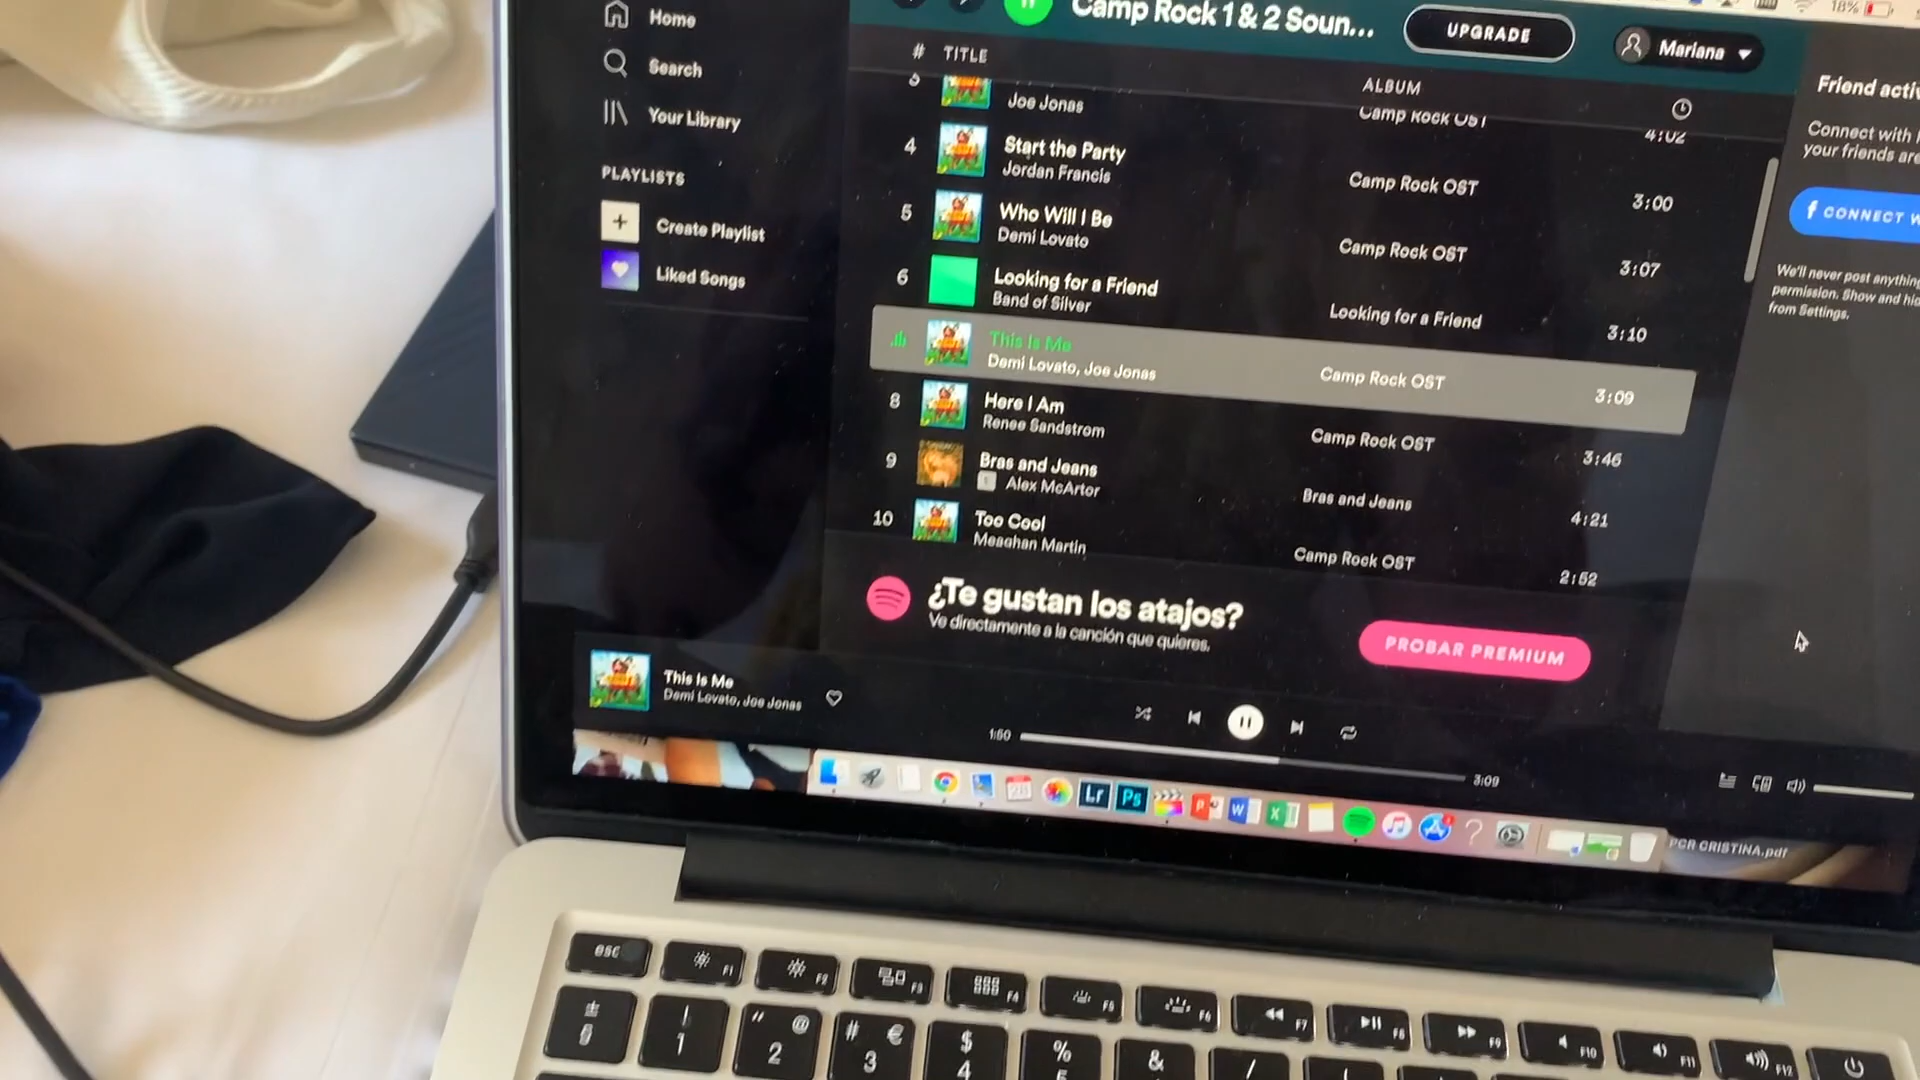 Home
Search
Your Library
PLAYLISTS
Create Playlist
Liked Songs
Camp Rock 1 & 2 Soun...
UPGRADE
Mariana
18%
# TITLE ALBUM
3 Joe Jonas Camp Rock OST 4:02
4 Start the Party Camp Rock OST 3:00
Jordan Francis
5 Who Will I Be Camp Rock OST 3:07
Demi Lovato
6 Looking for a Friend Looking for a Friend 3:10
Band of Silver
This Is Me Camp Rock OST 3:09
Demi Lovato, Joe Jonas
8 Here I Am Camp Rock OST 3:46
Renee Sandstrom
9 Bras and Jeans Bras and Jeans 4:21
Alex McArtor
10 Too Cool Camp Rock OST 2:52
Meaghan Martin
¿Te gustan los atajos?
Ve directamente a la canción que quieres.
PROBAR PREMIUM
Friend activ
Connect with
your friends are
f CONNECT W
We'll never post anything
permission. Show and hid
from Settings.
This Is Me
Demi Lovato, Joe Jonas
1:50
3:09
Lr Ps P W X
PCR CRISTINA.pdf
esc F1 F2 F3 F4 F5 F6 F7 F8 F9 F10 F11 F12
! " @ # € $ % & /
1 2 3 4 5